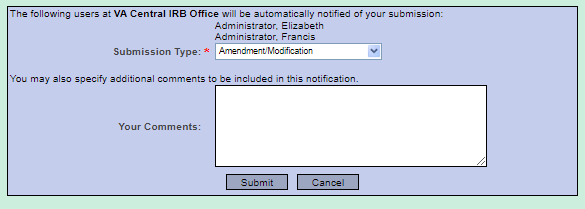 The following users at VA Central IRB Office will be automatically notified of your submission:
Administrator, Elizabeth
Administrator, Francis
Submission Type: * Amendment/Modification
You may also specify additional comments to be included in this notification.
Your Comments:
Submit Cancel